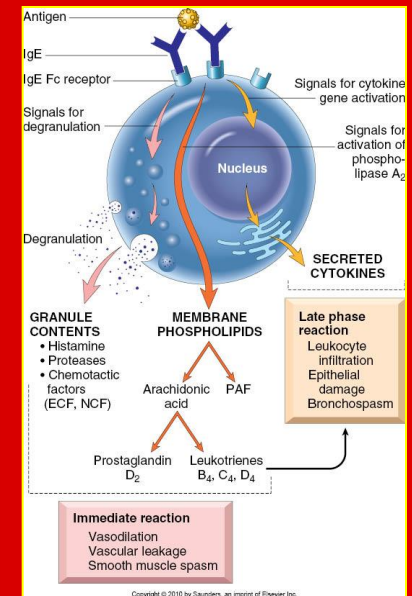 Antigen
IgE
IgE Fc receptor
Signals for cytokine
gene activation
Signals for
degranulation
Signals for
activation of
phospho-
lipase A2
Nucleus
Degranulation
SECRETED
CYTOKINES
GRANULE
CONTENTS
• Histamine
• Proteases
• Chemotactic
factors
(ECF, NCF)
MEMBRANE
PHOSPHOLIPIDS
Late phase
reaction
Leukocyte
infiltration
Epithelial
damage
Bronchospasm
Arachidonic
acid
PAF
Prostaglandin
D2
Leukotrienes
B4, C4, D4
Immediate reaction
Vasodilation
Vascular leakage
Smooth muscle spasm
Copyright © 2010 by Saunders, an imprint of Elsevier Inc.